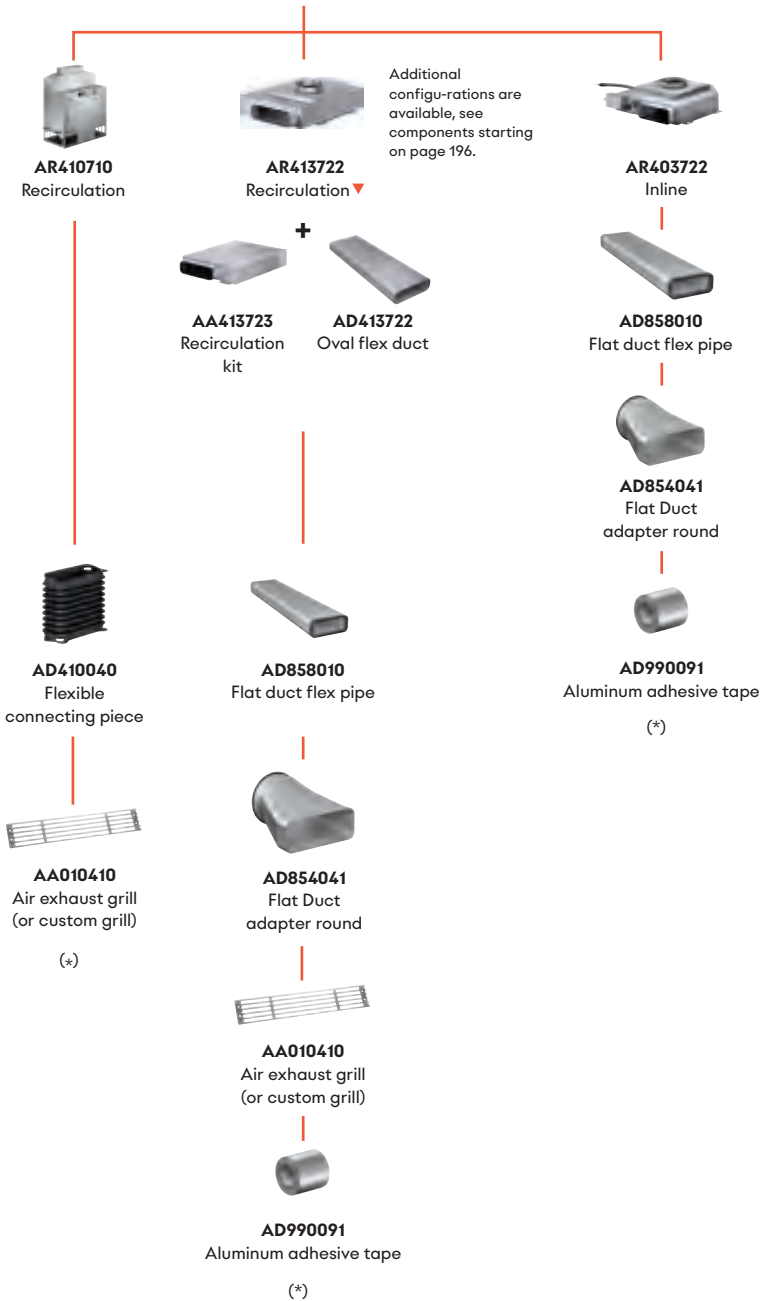 Additional
configu-rations are
available, see
components starting
on page 196.
AR410710
Recirculation
AR413722
Recirculation
AR403722
Inline
+
AA413723
Recirculation
kit
AD413722
Oval flex duct
AD858010
Flat duct flex pipe
AD854041
Flat Duct
adapter round
AD990091
Aluminum adhesive tape
(*)
AD410040
Flexible
connecting piece
AA010410
Air exhaust grill
(or custom grill)
(*)
AD858010
Flat duct flex pipe
AD854041
Flat Duct
adapter round
AA010410
Air exhaust grill
(or custom grill)
AD990091
Aluminum adhesive tape
(*)